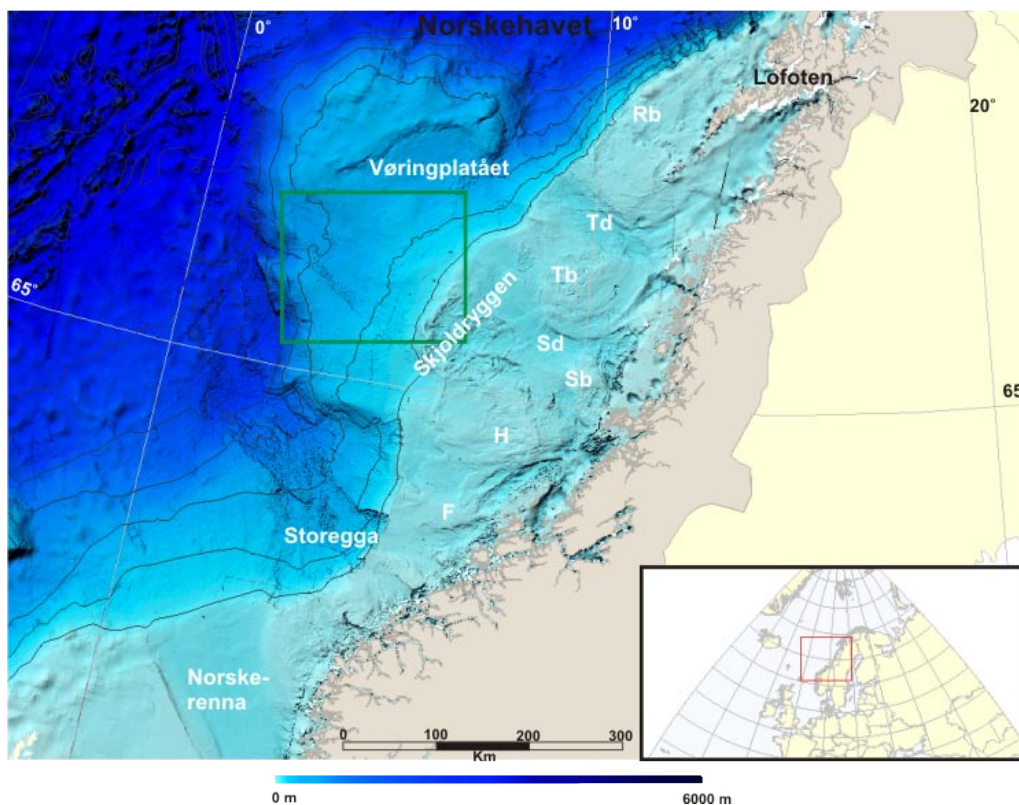 Norskehavet
0°
10°
Lofoten
20°
Rb
Vøringplatået
Td
Tb
65°
Skjoldryggen
Sd
Sb
65
H
F
Storegga
Norske-
renna
0 100 200 300
Km
0 m 6000 m